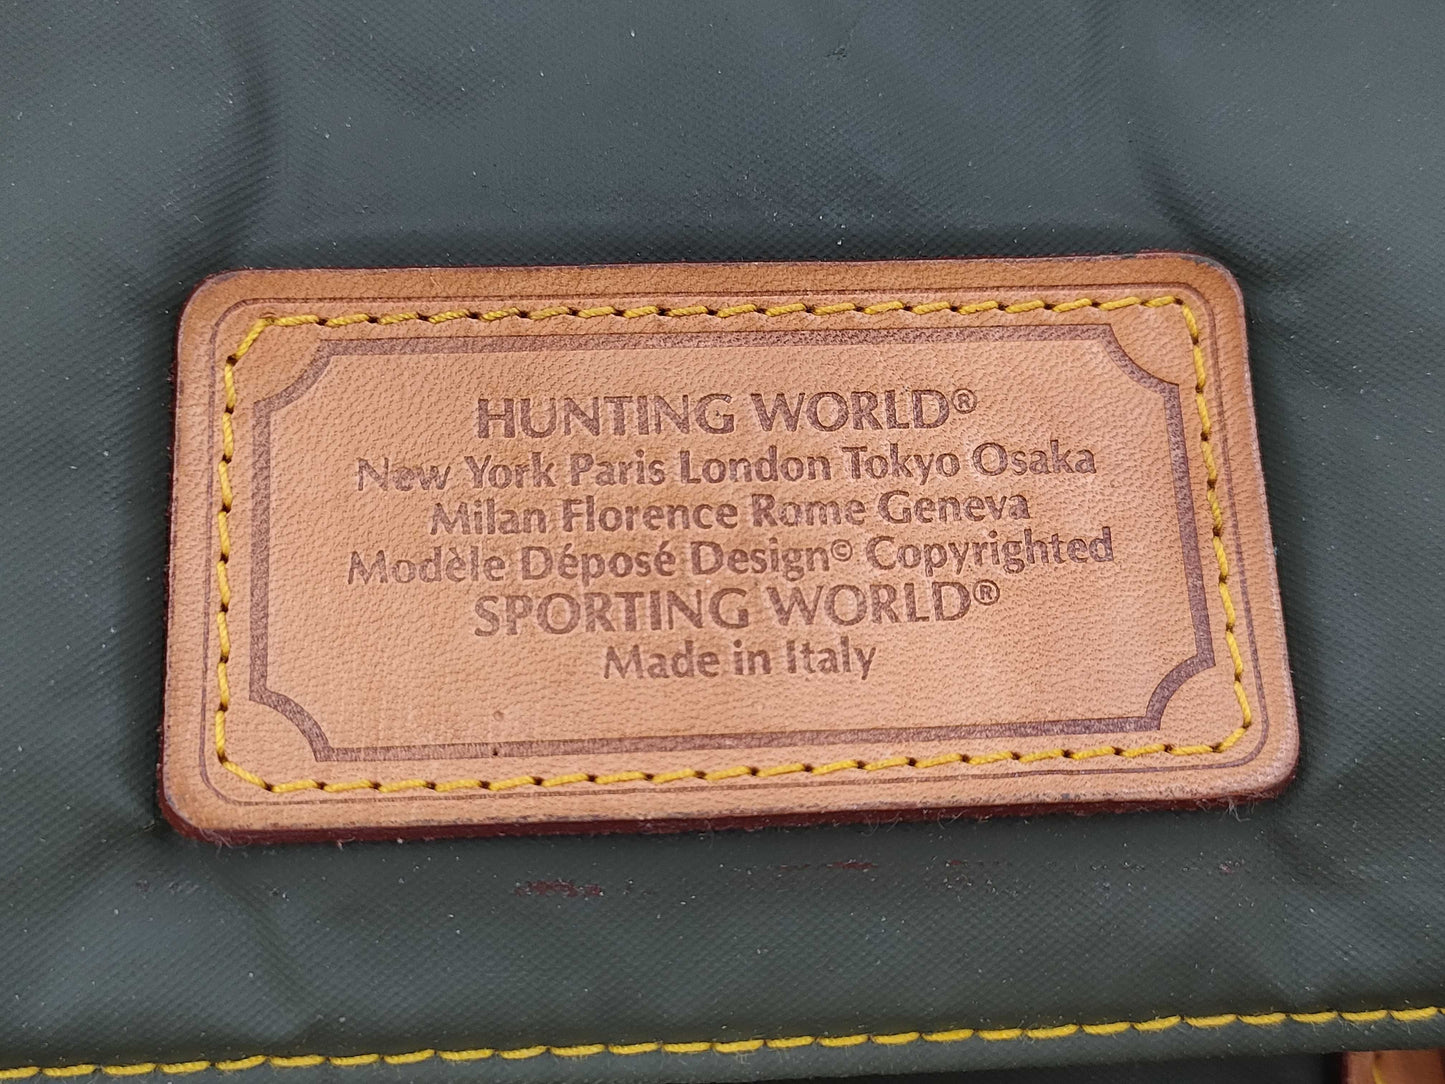 HUNTING WORLD®
New York Paris London Tokyo Osaka
Milan Florence Rome Geneva
Modèle Déposé Design© Copyrighted
SPORTING WORLD®
Made in Italy